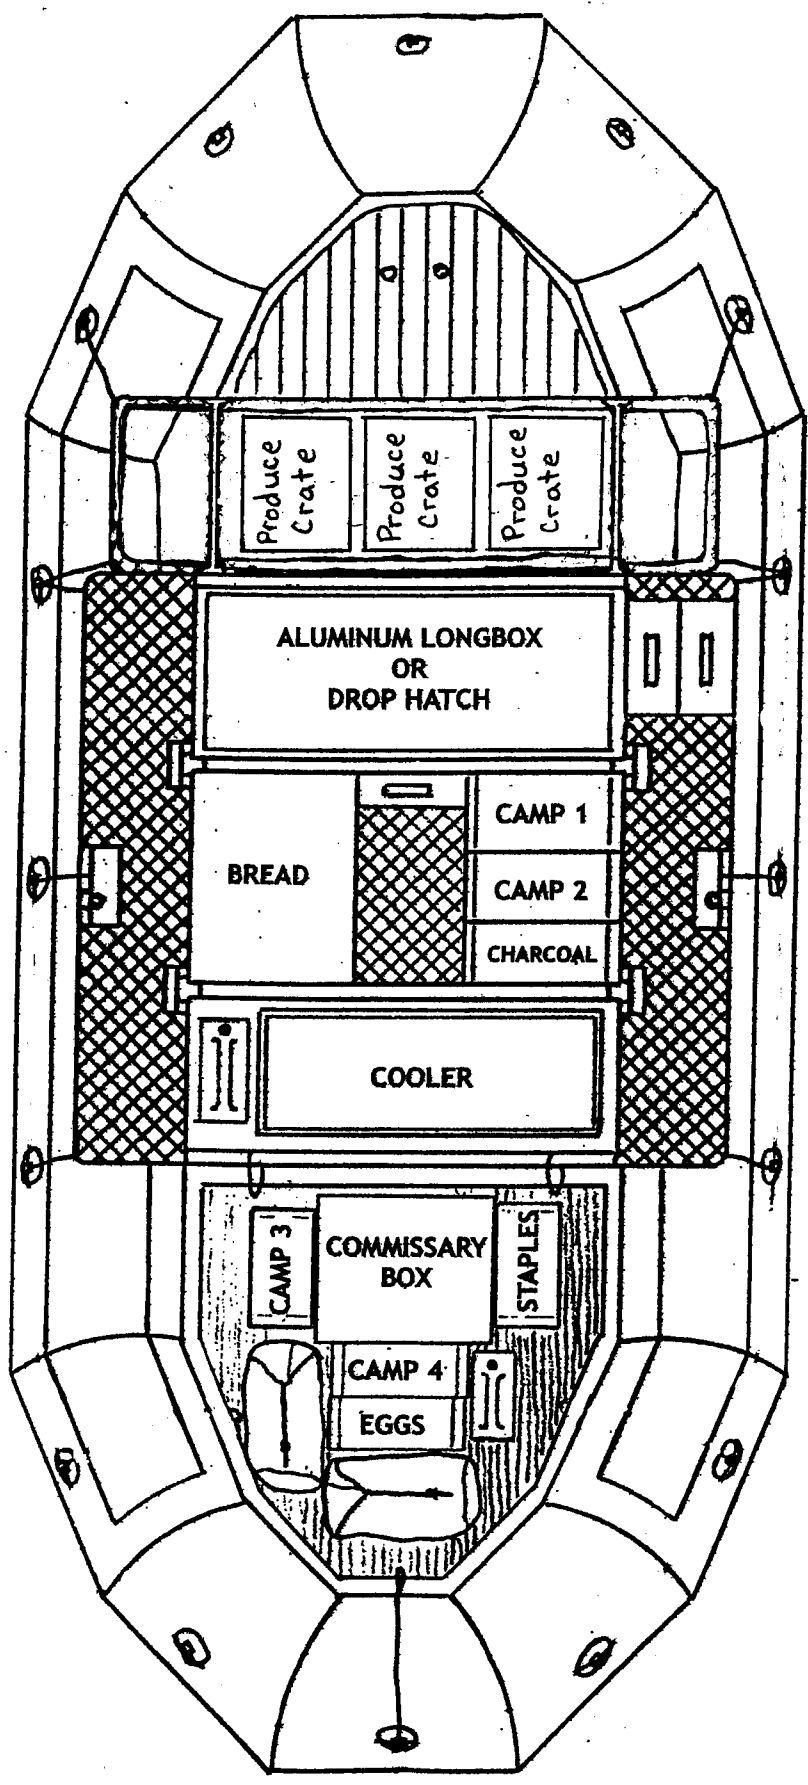 Produce
Crate
Produce
Crate
Produce
Crate
ALUMINUM LONGBOX
OR
DROP HATCH
BREAD
CAMP 1
CAMP 2
CHARCOAL
COOLER
CAMP 3
COMMISSARY
BOX
STAPLES
CAMP 4
EGGS